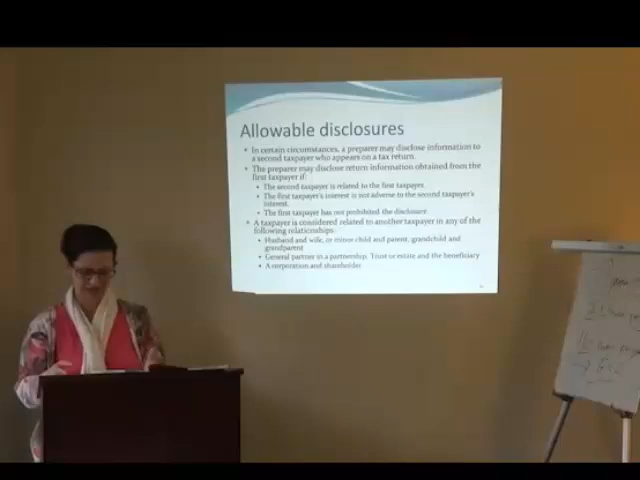 Allowable disclosures
• In certain circumstances, a preparer may disclose information to
a second taxpayer who appears on a tax return.
• The preparer may disclose return information obtained from the
first taxpayer if:
• The second taxpayer is related to the first taxpayer.
• The first taxpayer's interest is not adverse to the second taxpayer's
interest.
• The first taxpayer has not prohibited the disclosure.
• A taxpayer is considered related to another taxpayer in any of the
following relationships
• Husband and wife, or minor child and parent, grandchild and
grandparent
• General partner in a partnership. Trust or estate and the beneficiary
• A corporation and shareholder